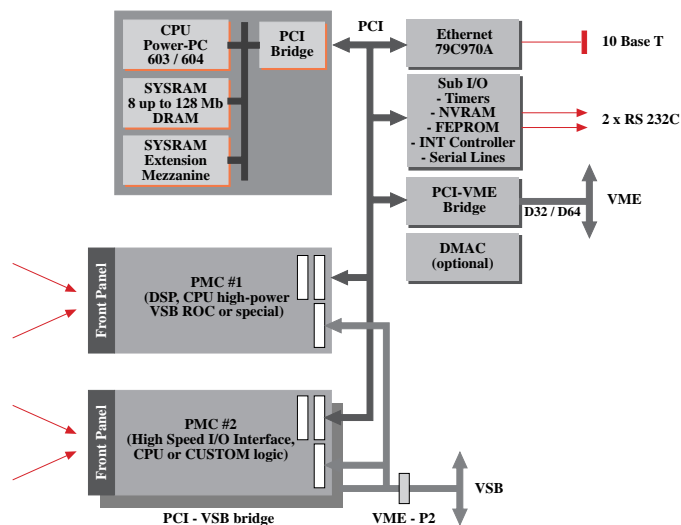 CPU
Power-PC
603 / 604
PCI
Bridge
SYSRAM
8 up to 128 Mb
DRAM
SYSRAM
Extension
Mezzanine
PCI
Ethernet
79C970A
10 Base T
Sub I/O
- Timers
- NVRAM
- FEPROM
- INT Controller
- Serial Lines
2 x RS 232C
PCI-VME
Bridge
D32 / D64
VME
DMAC
(optional)
Front Panel
PMC #1
(DSP, CPU high-power
VSB ROC or special)
Front Panel
PMC #2
(High Speed I/O Interface,
CPU or CUSTOM logic)
PCI - VSB bridge
VME - P2
VSB